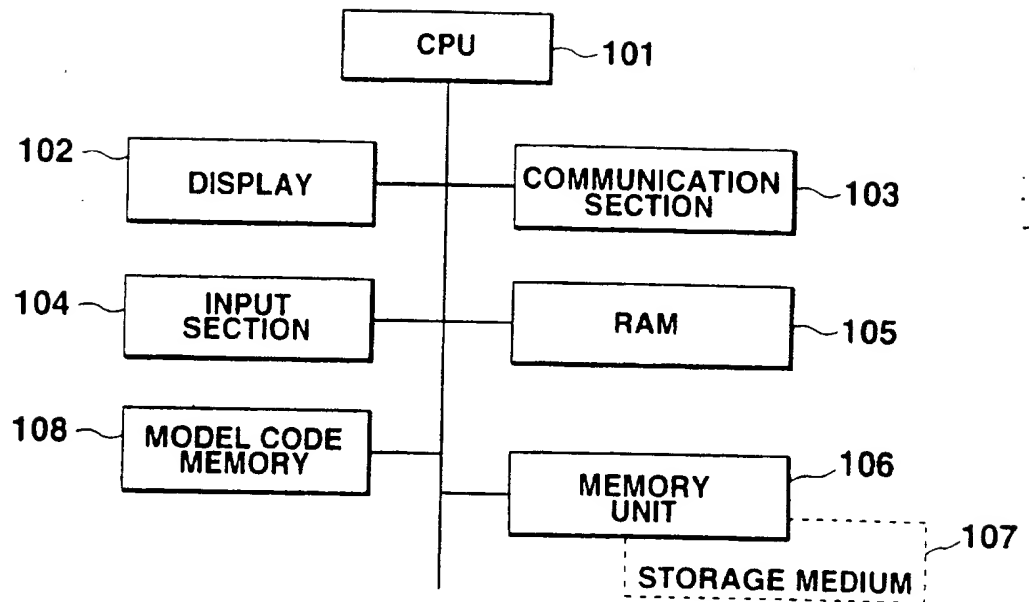 CPU
101
102
DISPLAY
COMMUNICATION
SECTION
103
104
INPUT
SECTION
RAM
105
108
MODEL CODE
MEMORY
MEMORY
UNIT
106
107
STORAGE MEDIUM